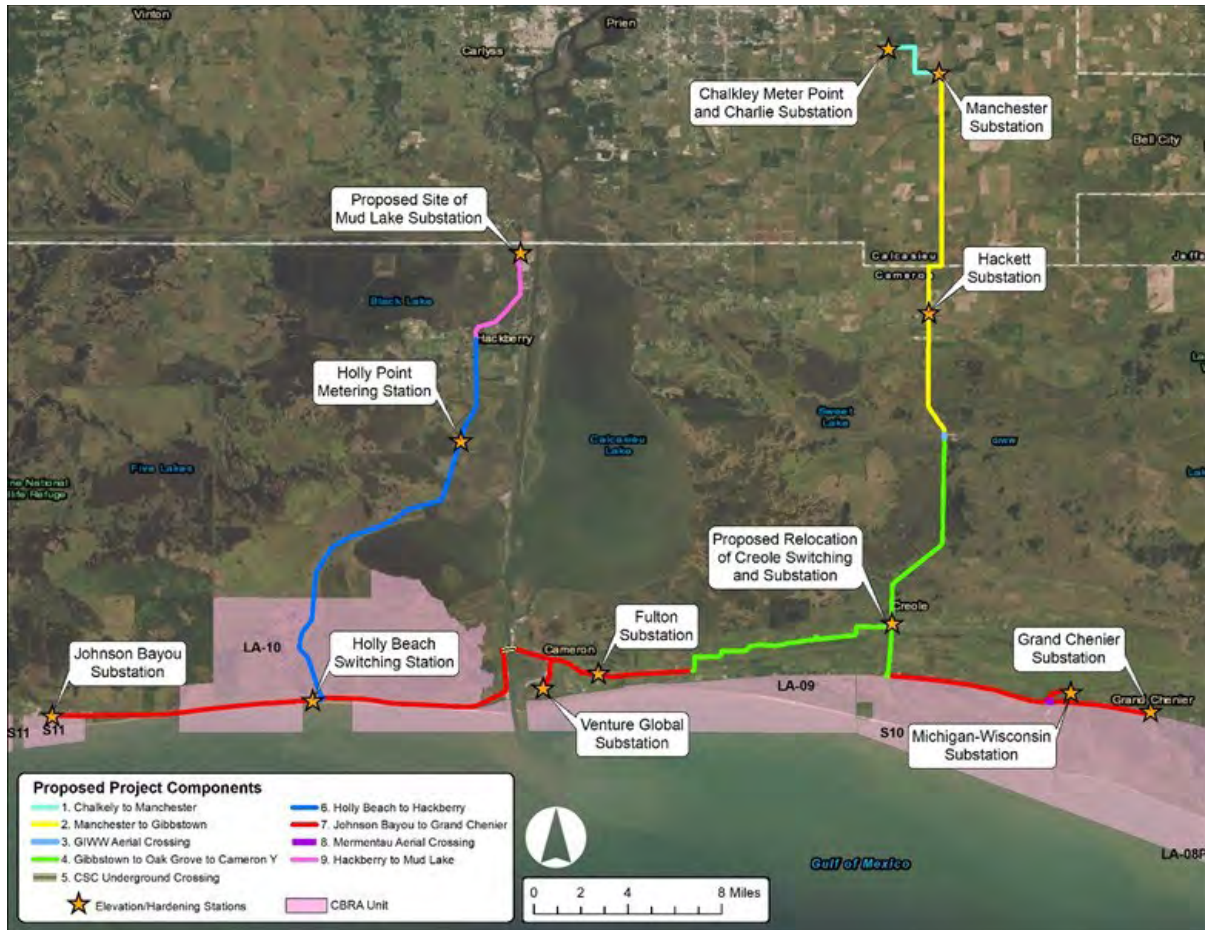 Vinton
Prien
Carlyss
Chalkley Meter Point
and Charlie Substation
Manchester
Substation
Bell City
Proposed Site of
Mud Lake Substation
Calcasieu
Cameron
Hackett
Substation
Black Lake
Hackberry
Holly Point
Metering Station
Sweet
Lake
GIWW
Calcasieu
Lake
Five Lakes
ne National
life Refuge
Proposed Relocation
of Creole Switching
and Substation
Creole
LA-10
Johnson Bayou
Substation
Holly Beach
Switching Station
Cameron
Fulton
Substation
Grand Chenier
Substation
LA-09
Grand Chenier
S11
S11
Venture Global
Substation
S10
Michigan-Wisconsin
Substation
Proposed Project Components
1. Chalkely to Manchester
2. Manchester to Gibbstown
3. GIWW Aerial Crossing
4. Gibbstown to Oak Grove to Cameron Y
5. CSC Underground Crossing
6. Holly Beach to Hackberry
7. Johnson Bayou to Grand Chenier
8. Mermentau Aerial Crossing
9. Hackberry to Mud Lake
Elevation/Hardening Stations
CBRA Unit
0 2 4 8 Miles
Gulf of Mexico